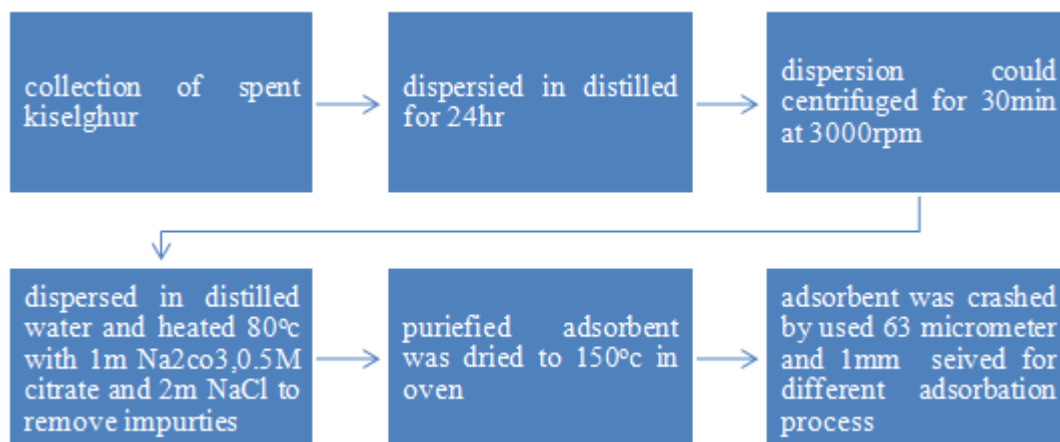 collection of spent
kiselghur
dispersied in distilled
for 24hr
dispersion could
centrifuged for 30min
at 3000rpm
dispersed in distilled
water and heated 80ᵒc
with 1m Na2co3,0.5M
citrate and 2m NaCl to
remove impurties
puriefied adsorbent
was dried to 150ᵒc in
oven
adsorbent was crashed
by used 63 micrometer
and 1mm seived for
different adsorbation
process